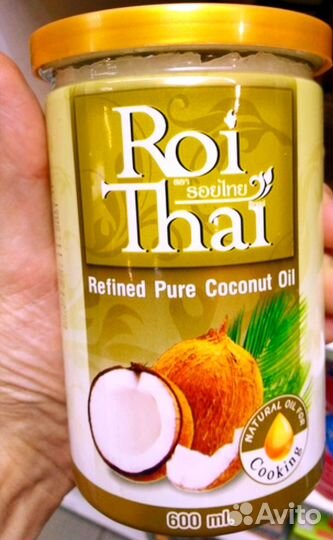 Roi
ตรา รอยไทย
Thai
Refined Pure Coconut Oil
NATURAL OIL FOR
Cooking
600 ml.
Avito